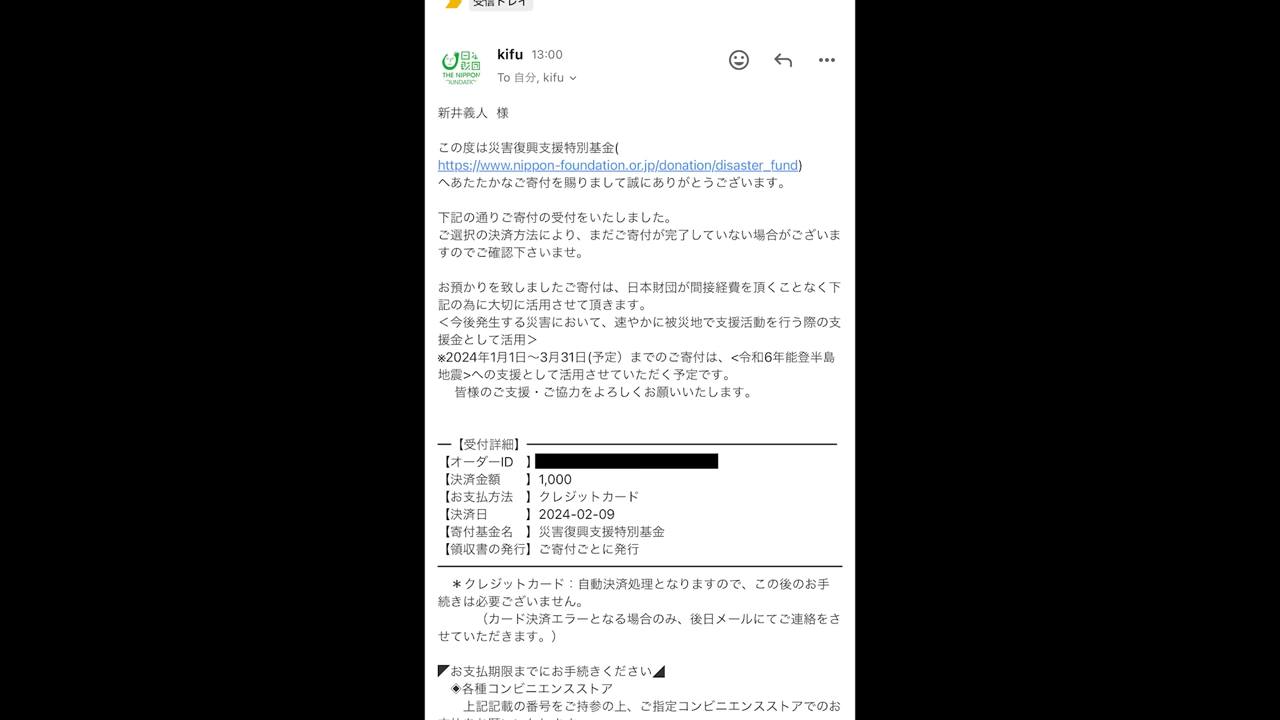 受信トレイ
kifu 13:00
To 自分, kifu
THE NIPPON
FOUNDATION
新井義人 様
この度は災害復興支援特別基金(
https://www.nippon-foundation.or.jp/donation/disaster_fund)
へあたたかなご寄付を賜りまして誠にありがとうございます。
下記の通りご寄付の受付をいたしました。
ご選択の決済方法により、まだご寄付が完了していない場合がございま
すのでご確認下さいませ。
お預かりを致しましたご寄付は、日本財団が間接経費を頂くことなく下
記の為に大切に活用させて頂きます。
＜今後発生する災害において、速やかに被災地で支援活動を行う際の支
援金として活用＞
※2024年1月1日〜3月31日(予定）までのご寄付は、<令和6年能登半島
地震>への支援として活用させていただく予定です。
皆様のご支援・ご協力をよろしくお願いいたします。
━【受付詳細】━━━━━━━━━━━━━━━━━━
【オーダーID 】
【決済金額 】1,000
【お支払方法 】クレジットカード
【決済日 】2024-02-09
【寄付基金名 】災害復興支援特別基金
【領収書の発行】ご寄付ごとに発行
＊クレジットカード：自動決済処理となりますので、この後のお手
続きは必要ございません。
（カード決済エラーとなる場合のみ、後日メールにてご連絡をさ
せていただきます。）
◤お支払期限までにお手続きください◢
◈各種コンビニエンスストア
上記記載の番号をご持参の上、ご指定コンビニエンスストアでのお